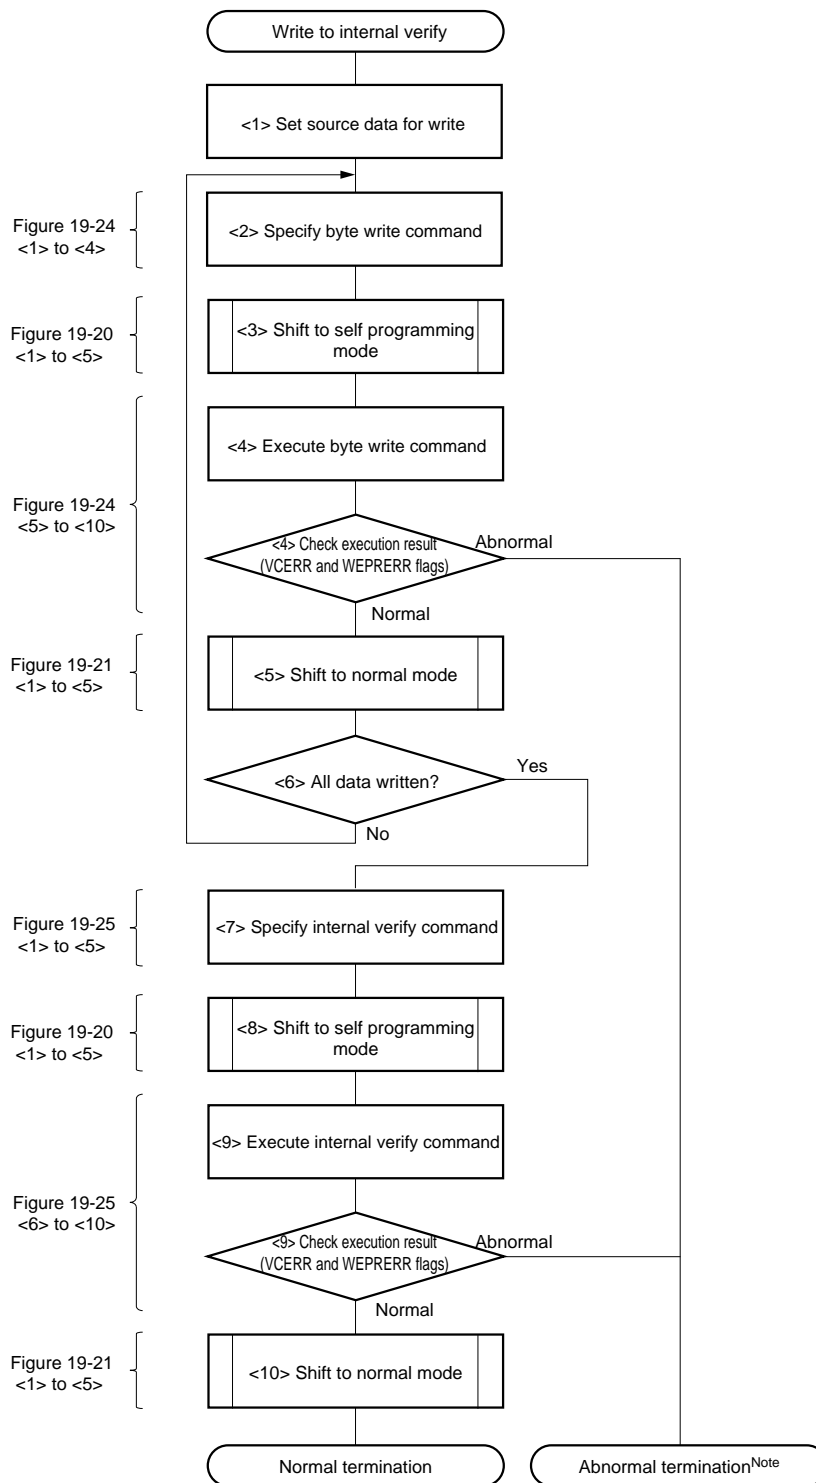 Write to internal verify
<1> Set source data for write
Figure 19-24
<1> to <4>
<2> Specify byte write command
Figure 19-20
<1> to <5>
<3> Shift to self programming
mode
<4> Execute byte write command
Figure 19-24
<5> to <10>
<4> Check execution result
(VCERR and WEPRERR flags)
Abnormal
Normal
Figure 19-21
<1> to <5>
<5> Shift to normal mode
<6> All data written?
Yes
No
Figure 19-25
<1> to <5>
<7> Specify internal verify command
Figure 19-20
<1> to <5>
<8> Shift to self programming
mode
<9> Execute internal verify command
Figure 19-25
<6> to <10>
<9> Check execution result
(VCERR and WEPRERR flags)
Abnormal
Normal
Figure 19-21
<1> to <5>
<10> Shift to normal mode
Normal termination
Abnormal termination Note